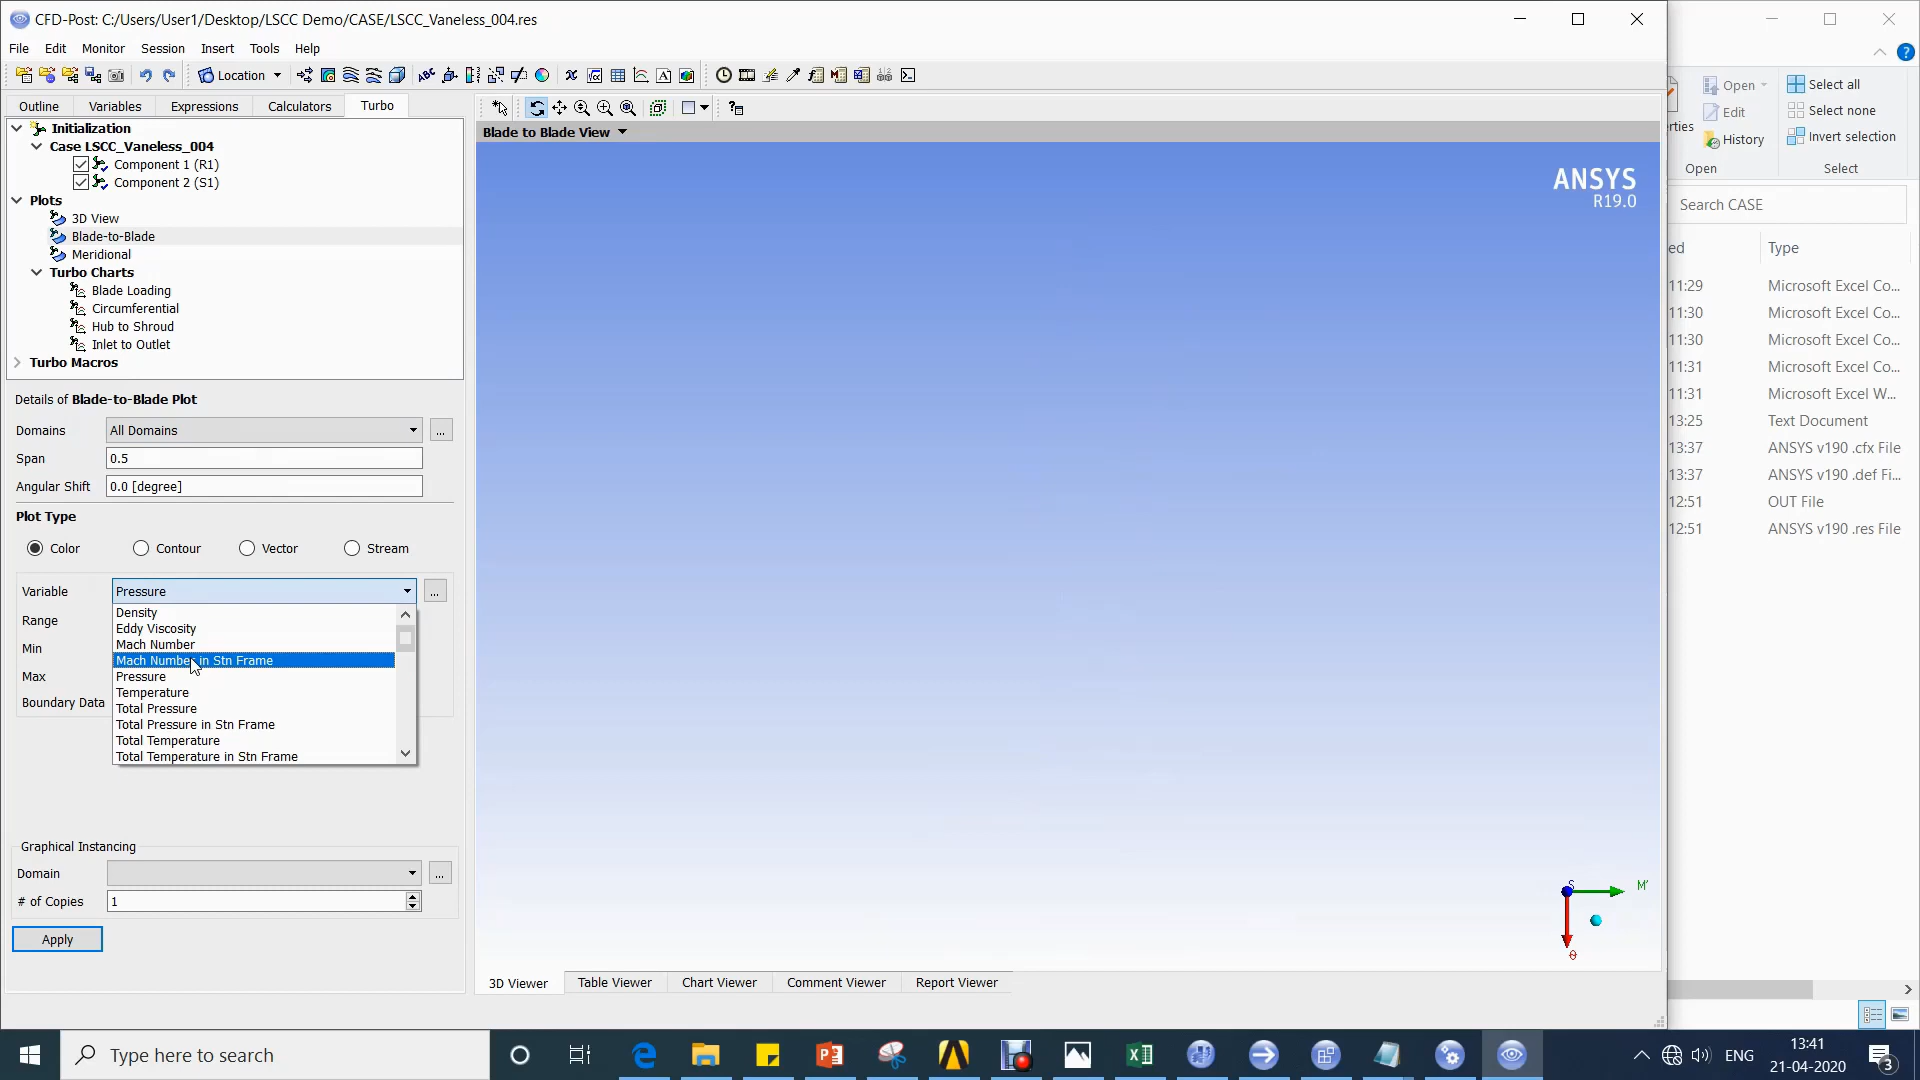 CFD-Post: C:/Users/User1/Desktop/LSCC Demo/CASE/LSCC_Vaneless_004.res
File Edit Monitor Session Insert Tools Help
Location
Outline Variables Expressions Calculators Turbo
Initialization
Case LSCC_Vaneless_004
Component 1 (R1)
Component 2 (S1)
Plots
3D View
Blade-to-Blade
Meridional
Turbo Charts
Blade Loading
Circumferential
Hub to Shroud
Inlet to Outlet
Turbo Macros
Details of Blade-to-Blade Plot
Domains All Domains ...
Span 0.5
Angular Shift 0.0 [degree]
Plot Type
Color Contour Vector Stream
Variable Pressure ...
Range
Min
Max
Boundary Data
Density
Eddy Viscosity
Mach Number
Mach Number in Stn Frame
Pressure
Temperature
Total Pressure
Total Pressure in Stn Frame
Total Temperature
Total Temperature in Stn Frame
Graphical Instancing
Domain ...
# of Copies 1
Apply
Blade to Blade View
ANSYS
R19.0
S M'
θ
3D Viewer Table Viewer Chart Viewer Comment Viewer Report Viewer
rties
Open
Edit
History
Open
Select all
Select none
Invert selection
Select
Search CASE
ed Type
11:29 Microsoft Excel Co...
11:30 Microsoft Excel Co...
11:30 Microsoft Excel Co...
11:31 Microsoft Excel Co...
11:31 Microsoft Excel W...
13:25 Text Document
13:37 ANSYS v190 .cfx File
13:37 ANSYS v190 .def Fi...
12:51 OUT File
12:51 ANSYS v190 .res File
Type here to search
ENG
13:41
21-04-2020
3